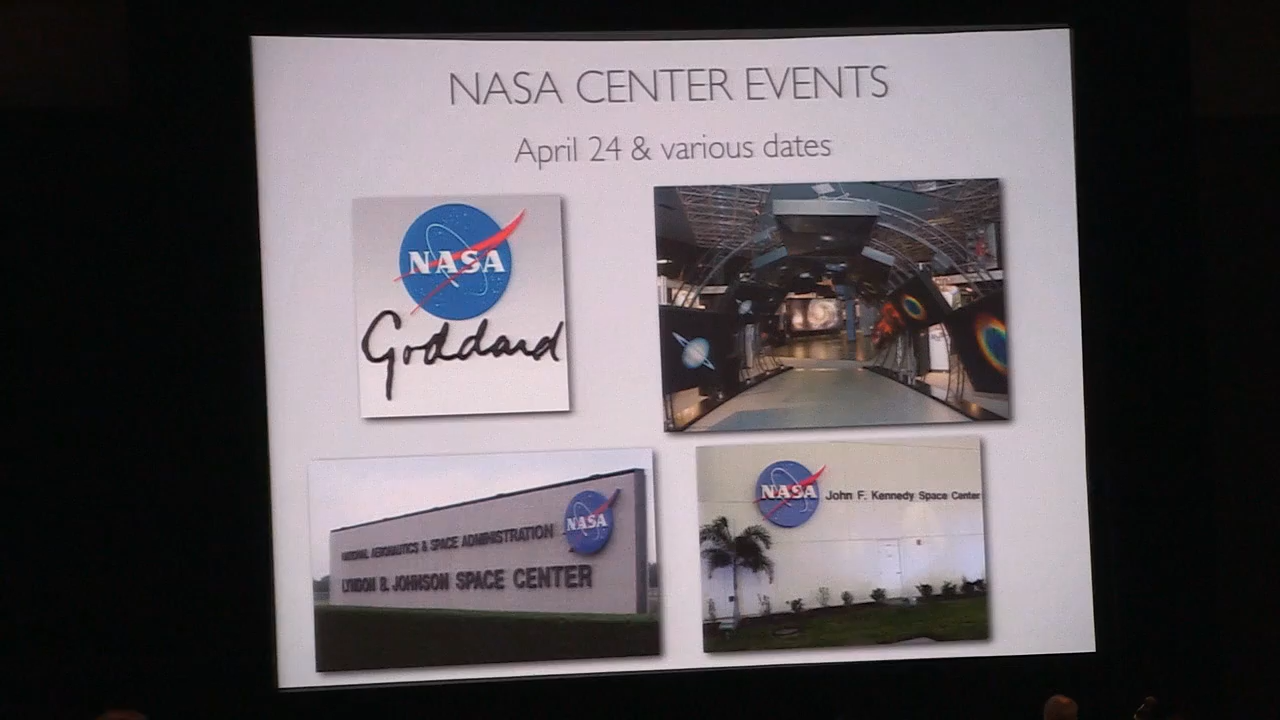 NASA CENTER EVENTS
April 24 & various dates
NASA
Goddard
NATIONAL AERONAUTICS & SPACE ADMINISTRATION
NASA
LYNDON B. JOHNSON SPACE CENTER
NASA
John F. Kennedy Space Center